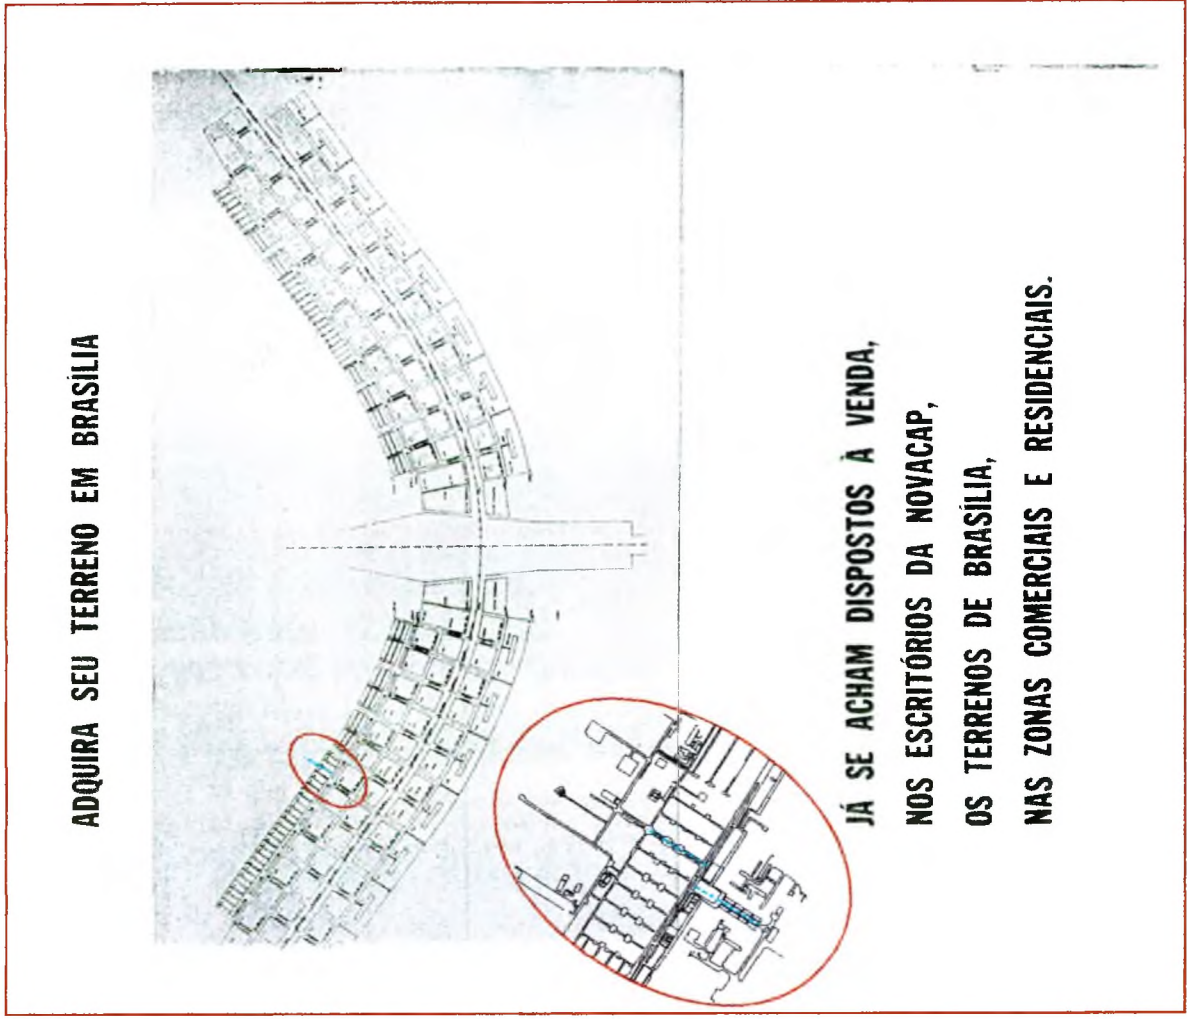 ADQUIRA SEU TERRENO EM BRASÍLIA
JÁ SE ACHAM DISPOSTOS À VENDA,
NOS ESCRITÓRIOS DA NOVACAP,
OS TERRENOS DE BRASÍLIA,
NAS ZONAS COMERCIAIS E RESIDENCIAIS.